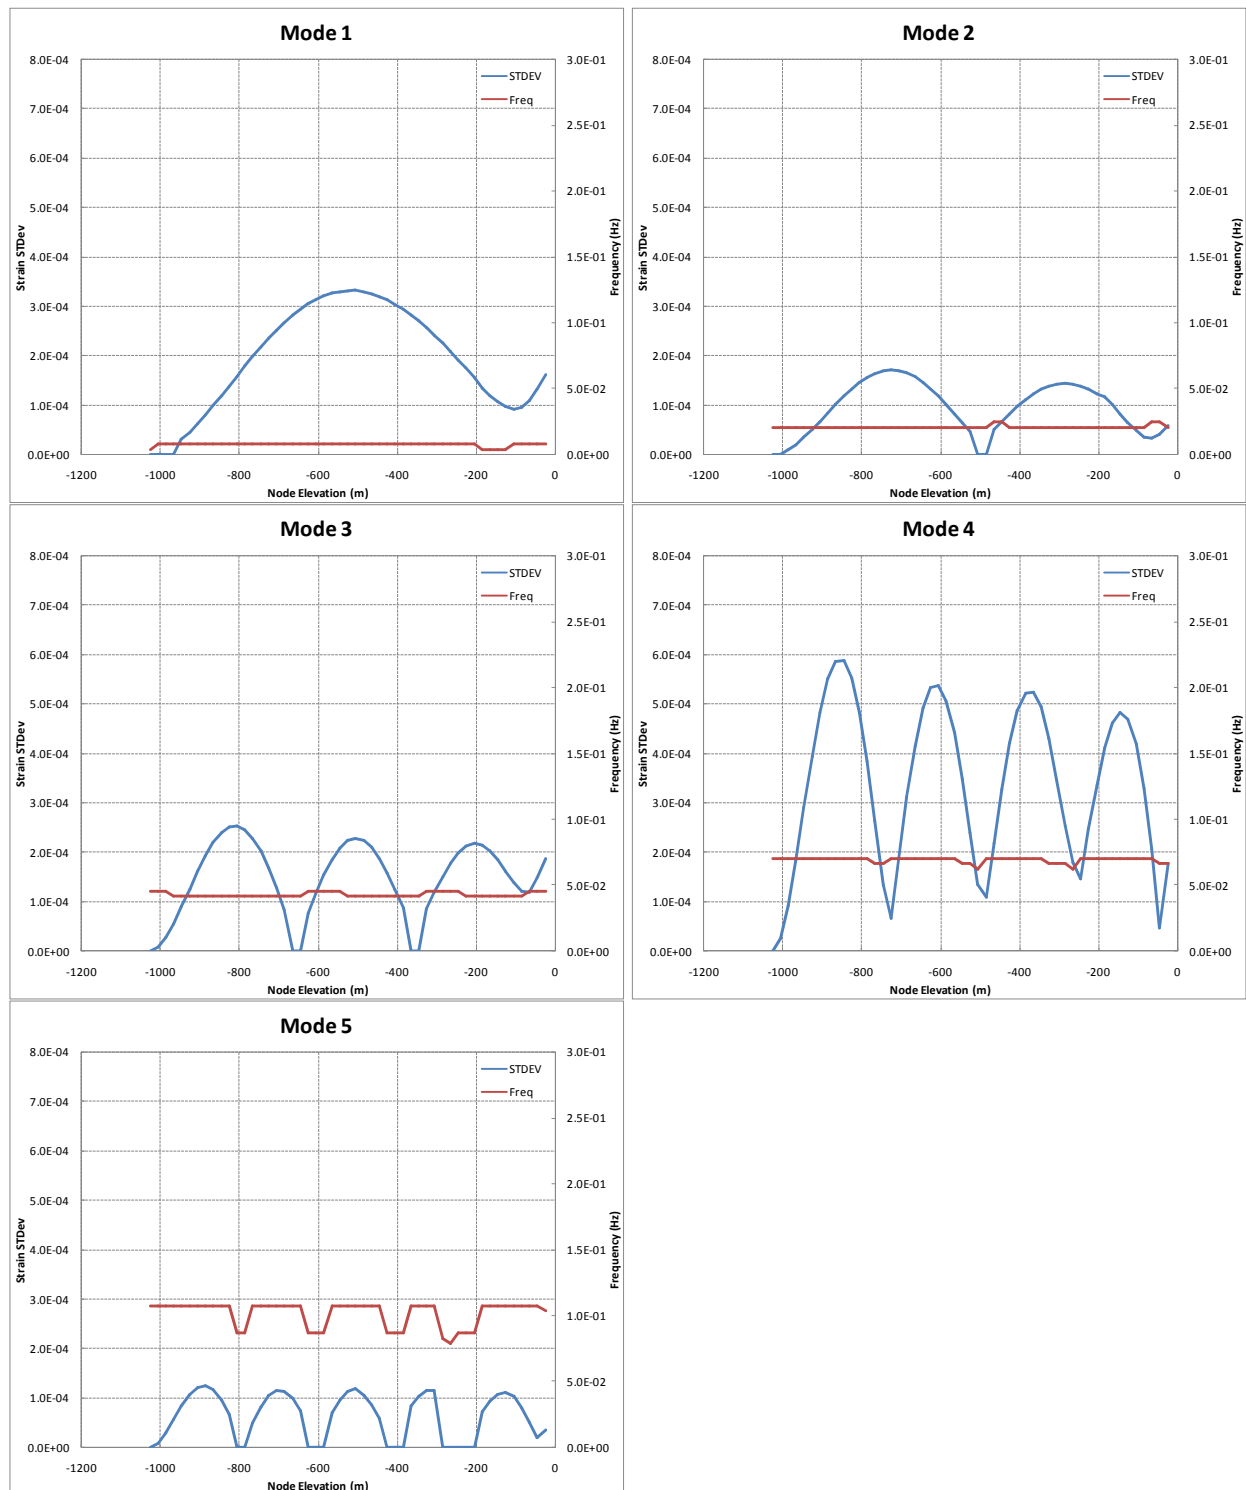 Mode 1
8.0E-04
7.0E-04
6.0E-04
5.0E-04
4.0E-04
3.0E-04
2.0E-04
1.0E-04
0.0E+00
Strain STDev
3.0E-01
2.5E-01
2.0E-01
1.5E-01
1.0E-01
5.0E-02
0.0E+00
Frequency (Hz)
STDEV
Freq
-1200 -1000 -800 -600 -400 -200 0
Node Elevation (m)
Mode 2
8.0E-04
7.0E-04
6.0E-04
5.0E-04
4.0E-04
3.0E-04
2.0E-04
1.0E-04
0.0E+00
Strain STDev
3.0E-01
2.5E-01
2.0E-01
1.5E-01
1.0E-01
5.0E-02
0.0E+00
Frequency (Hz)
STDEV
Freq
-1200 -1000 -800 -600 -400 -200 0
Node Elevation (m)
Mode 3
8.0E-04
7.0E-04
6.0E-04
5.0E-04
4.0E-04
3.0E-04
2.0E-04
1.0E-04
0.0E+00
Strain STDev
3.0E-01
2.5E-01
2.0E-01
1.5E-01
1.0E-01
5.0E-02
0.0E+00
Frequency (Hz)
STDEV
Freq
-1200 -1000 -800 -600 -400 -200 0
Node Elevation (m)
Mode 4
8.0E-04
7.0E-04
6.0E-04
5.0E-04
4.0E-04
3.0E-04
2.0E-04
1.0E-04
0.0E+00
Strain STDev
3.0E-01
2.5E-01
2.0E-01
1.5E-01
1.0E-01
5.0E-02
0.0E+00
Frequency (Hz)
STDEV
Freq
-1200 -1000 -800 -600 -400 -200 0
Node Elevation (m)
Mode 5
8.0E-04
7.0E-04
6.0E-04
5.0E-04
4.0E-04
3.0E-04
2.0E-04
1.0E-04
0.0E+00
Strain STDev
3.0E-01
2.5E-01
2.0E-01
1.5E-01
1.0E-01
5.0E-02
0.0E+00
Frequency (Hz)
STDEV
Freq
-1200 -1000 -800 -600 -400 -200 0
Node Elevation (m)